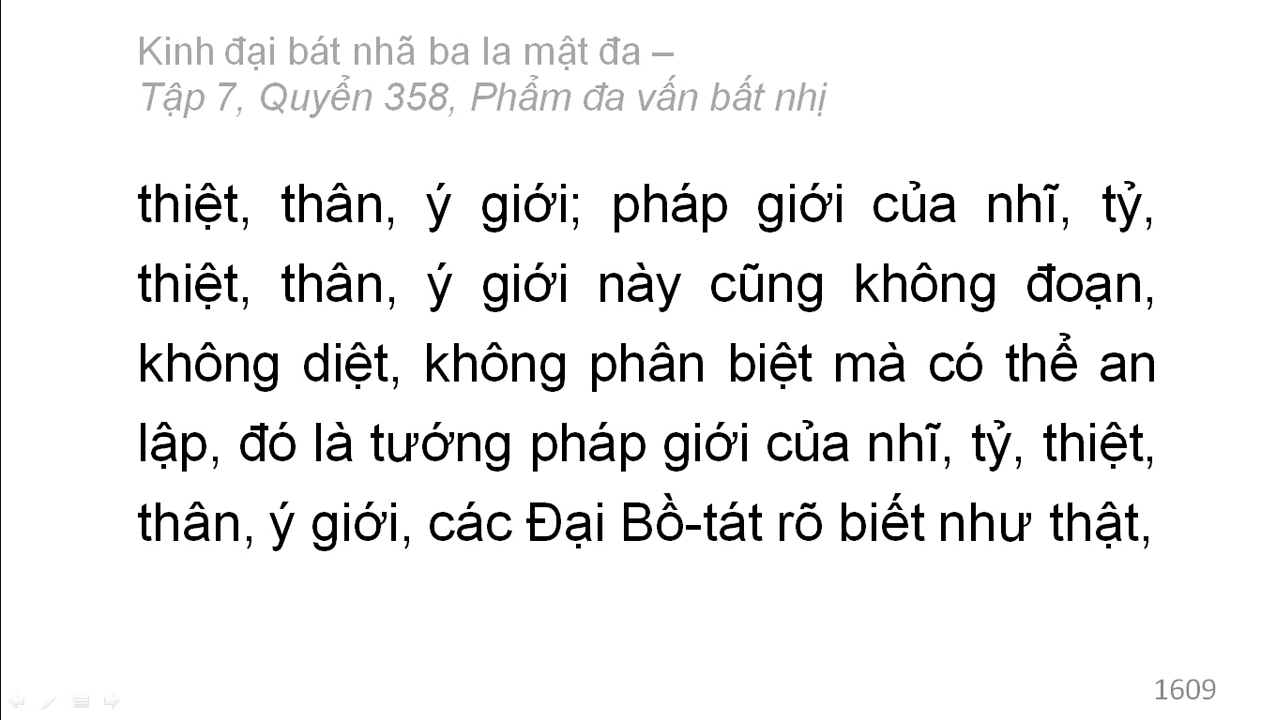 Kinh đại bát nhã ba la mật đa –
Tập 7, Quyển 358, Phẩm đa vấn bất nhị
thiệt, thân, ý giới; pháp giới của nhĩ, tỷ,
thiệt, thân, ý giới này cũng không đoạn,
không diệt, không phân biệt mà có thể an
lập, đó là tướng pháp giới của nhĩ, tỷ, thiệt,
thân, ý giới, các Đại Bồ-tát rõ biết như thật,
1609